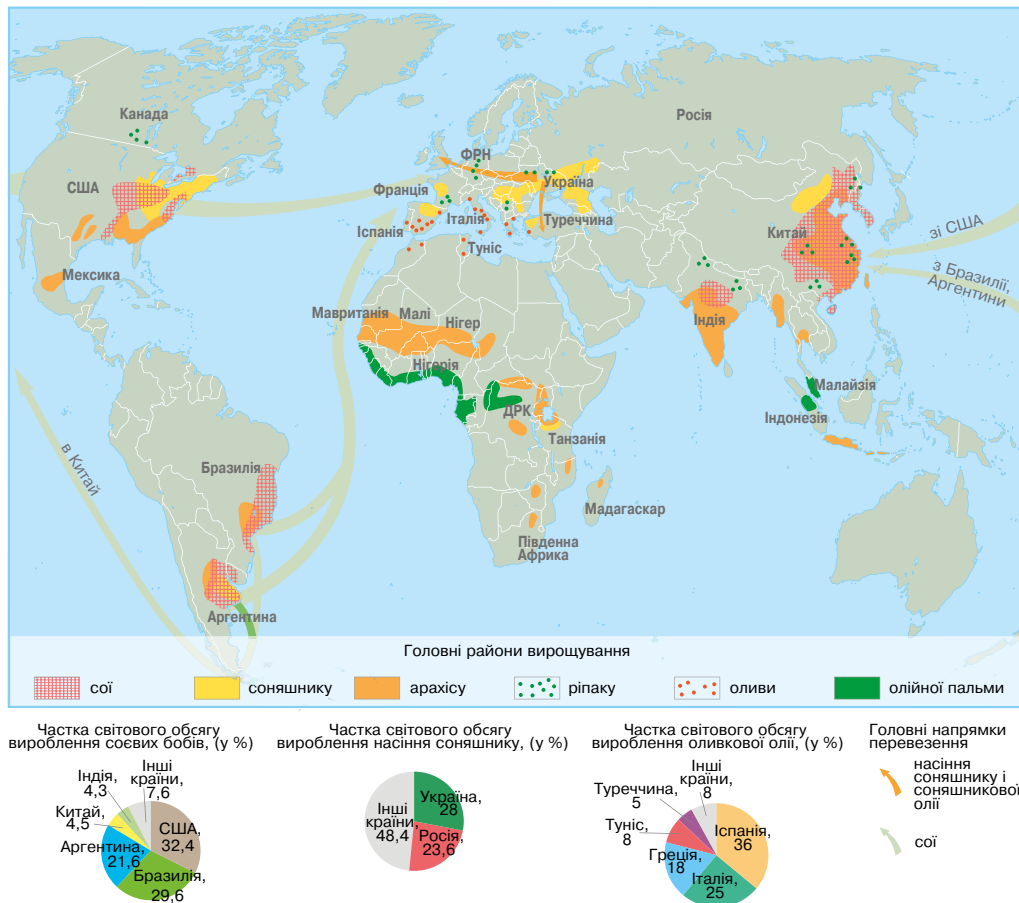 Канада
Росія
США
ФРН
Україна
Франція
Італія
Туреччина
Іспанія
Туніс
Китай
зі США
з Бразилії,
Аргентини
Мексика
Мавританія
Малі
Нігер
Індія
Нігерія
Малайзія
ДРК
Індонезія
Танзанія
в Китай
Бразилія
Мадагаскар
Південна
Африка
Аргентина
Головні райони вирощування
сої
соняшнику
арахісу
ріпаку
оливи
олійної пальми
Частка світового обсягу
вироблення соєвих бобів, (у %)
Індія,
4,3
Інші
країни,
7,6
Китай,
4,5
США,
32,4
Аргентина,
21,6
Бразилія,
29,6
Частка світового обсягу
вироблення насіння соняшнику, (у %)
Інші
країни,
48,4
Україна,
28
Росія,
23,6
Частка світового обсягу
вироблення оливкової олії, (у %)
Інші
країни,
8
Туреччина,
5
Туніс,
8
Іспанія,
36
Греція,
18
Італія,
25
Головні напрямки
перевезення
насіння
соняшнику і
соняшникової
олії
сої